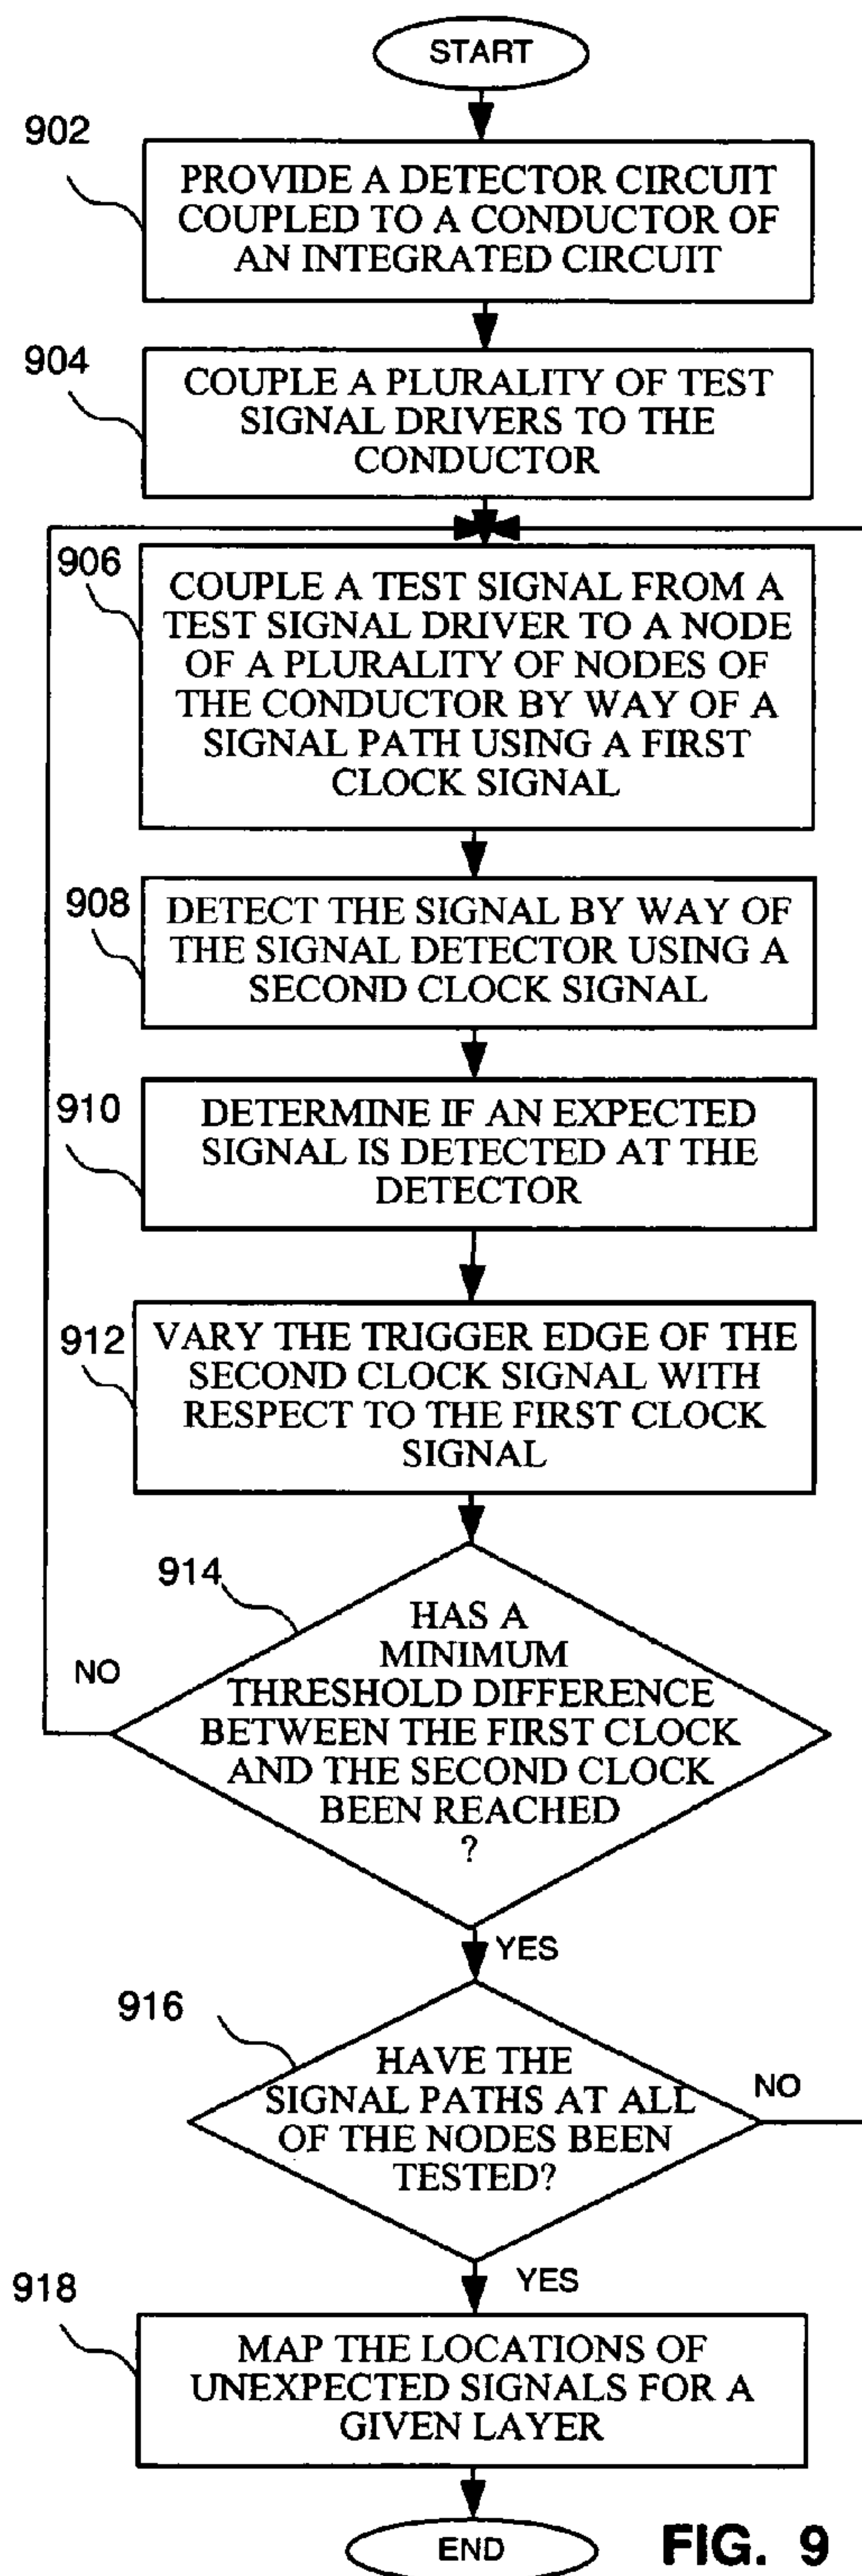 START
902
PROVIDE A DETECTOR CIRCUIT
COUPLED TO A CONDUCTOR OF
AN INTEGRATED CIRCUIT
904
COUPLE A PLURALITY OF TEST
SIGNAL DRIVERS TO THE
CONDUCTOR
906
COUPLE A TEST SIGNAL FROM A
TEST SIGNAL DRIVER TO A NODE
OF A PLURALITY OF NODES OF
THE CONDUCTOR BY WAY OF A
SIGNAL PATH USING A FIRST
CLOCK SIGNAL
908
DETECT THE SIGNAL BY WAY OF
THE SIGNAL DETECTOR USING A
SECOND CLOCK SIGNAL
910
DETERMINE IF AN EXPECTED
SIGNAL IS DETECTED AT THE
DETECTOR
912
VARY THE TRIGGER EDGE OF THE
SECOND CLOCK SIGNAL WITH
RESPECT TO THE FIRST CLOCK
SIGNAL
914
HAS A
MINIMUM
THRESHOLD DIFFERENCE
BETWEEN THE FIRST CLOCK
AND THE SECOND CLOCK
BEEN REACHED
?
NO
YES
916
HAVE THE
SIGNAL PATHS AT ALL
OF THE NODES BEEN
TESTED?
NO
YES
918
MAP THE LOCATIONS OF
UNEXPECTED SIGNALS FOR A
GIVEN LAYER
END
FIG. 9